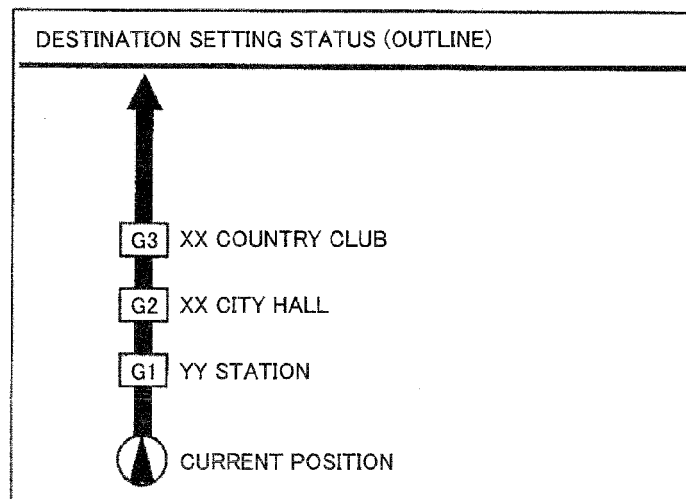 DESTINATION SETTING STATUS (OUTLINE)
G3 XX COUNTRY CLUB
G2 XX CITY HALL
G1 YY STATION
CURRENT POSITION